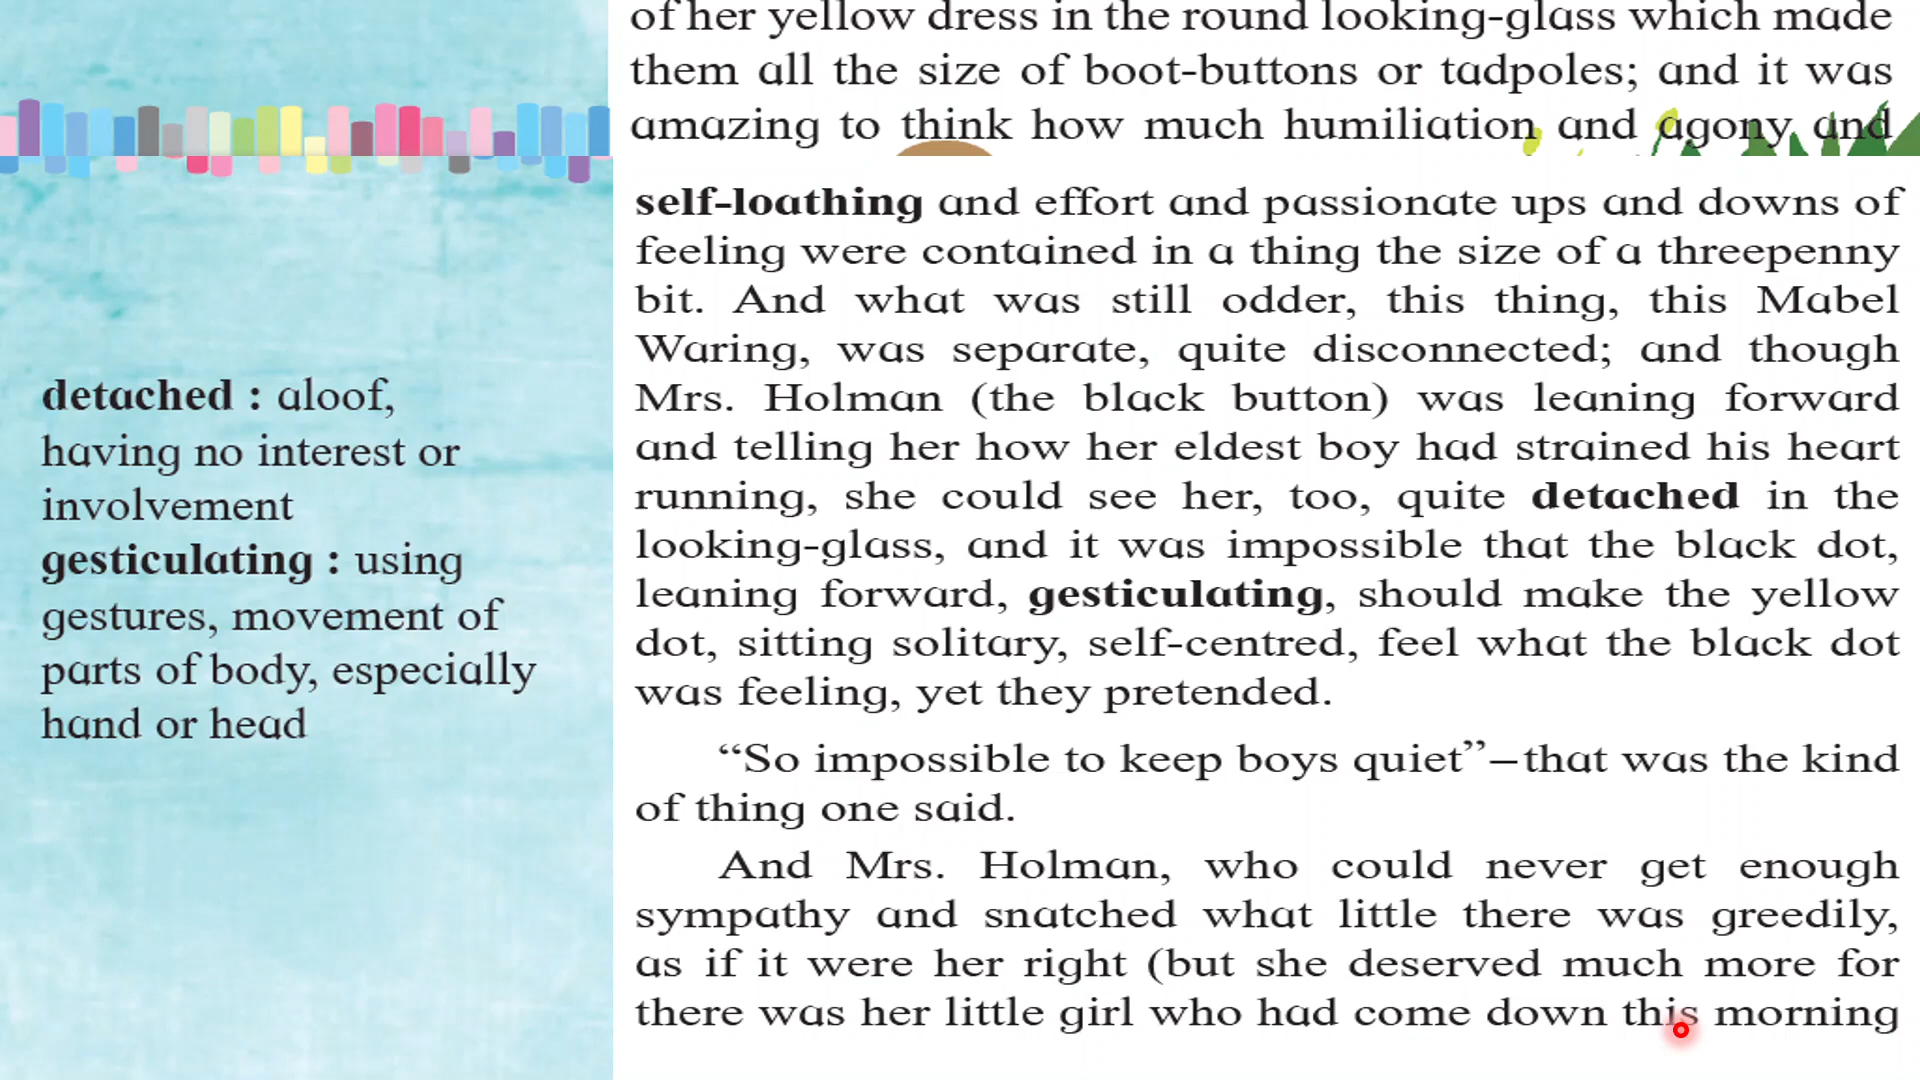 of her yellow dress in the round looking-glass which made
them all the size of boot-buttons or tadpoles; and it was
amazing to think how much humiliation and agony and
self-loathing and effort and passionate ups and downs of
feeling were contained in a thing the size of a threepenny
bit. And what was still odder, this thing, this Mabel
Waring, was separate, quite disconnected; and though
Mrs. Holman (the black button) was leaning forward
and telling her how her eldest boy had strained his heart
running, she could see her, too, quite detached in the
looking-glass, and it was impossible that the black dot,
leaning forward, gesticulating, should make the yellow
dot, sitting solitary, self-centred, feel what the black dot
was feeling, yet they pretended.
“So impossible to keep boys quiet”–that was the kind
of thing one said.
And Mrs. Holman, who could never get enough
sympathy and snatched what little there was greedily,
as if it were her right (but she deserved much more for
there was her little girl who had come down this morning
detached : aloof,
having no interest or
involvement
gesticulating : using
gestures, movement of
parts of body, especially
hand or head